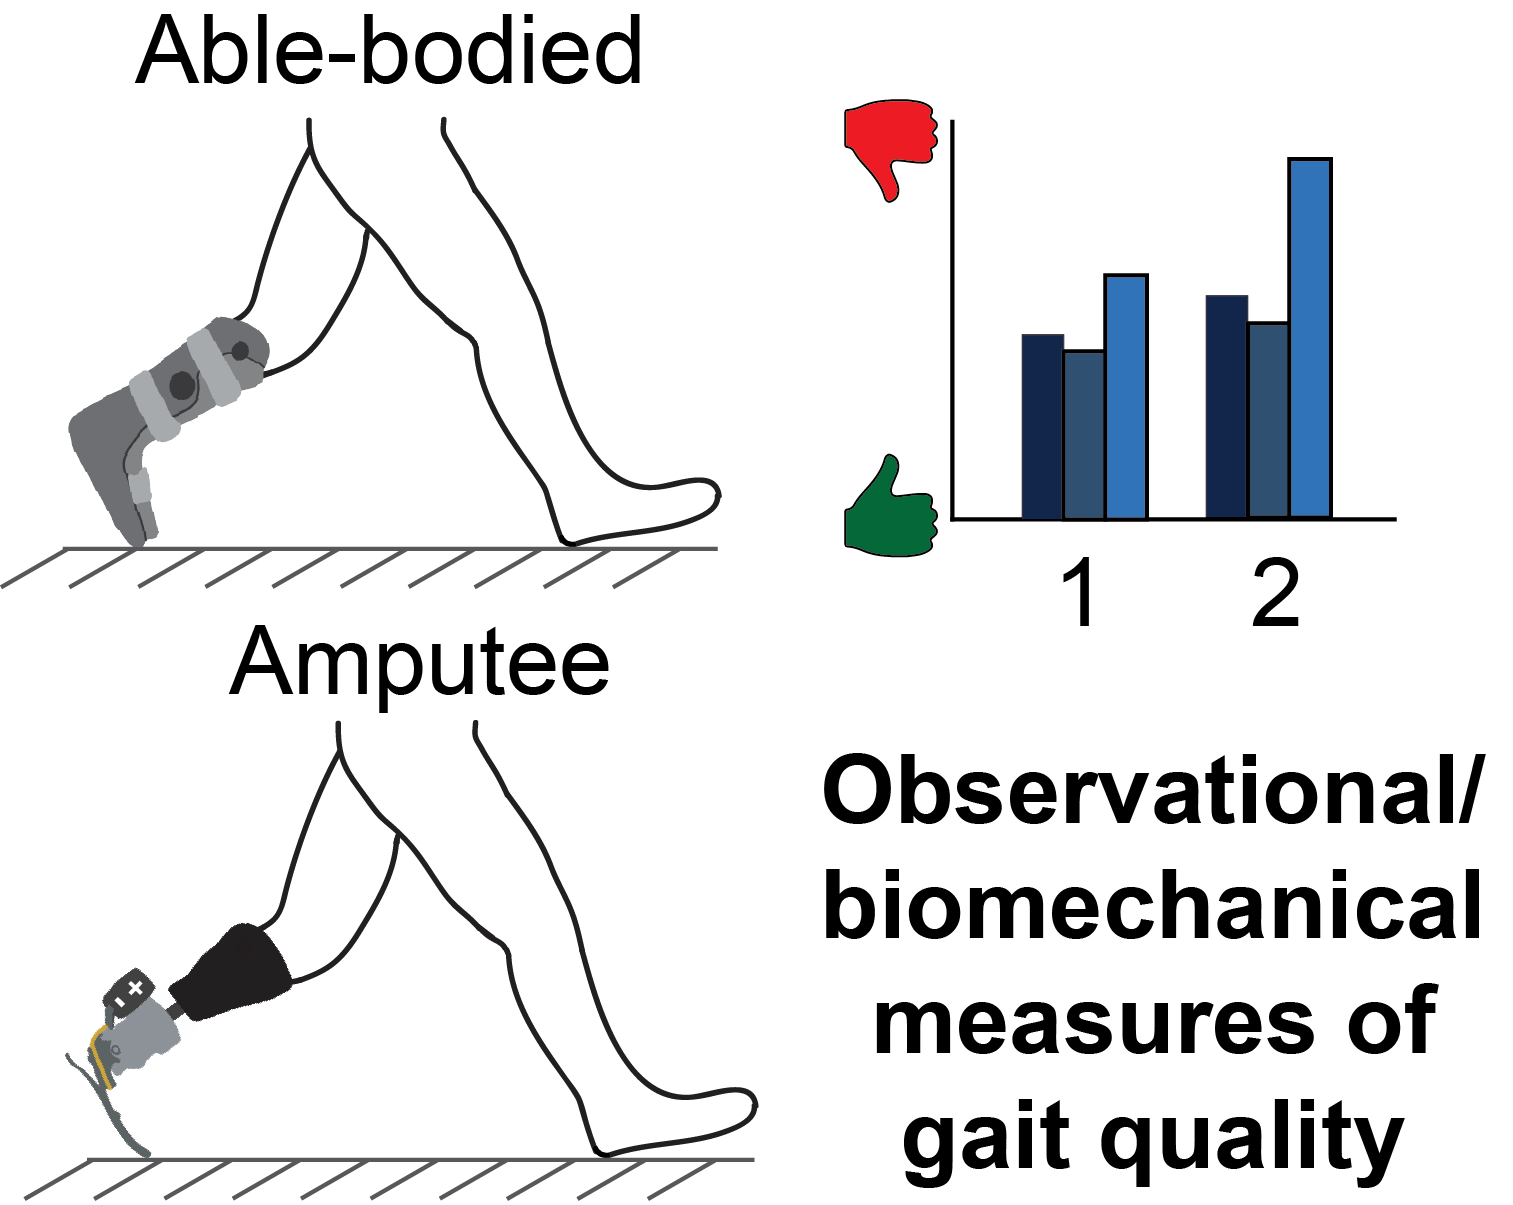 Able-bodied
1 2
Amputee
Observational/
biomechanical
measures of
gait quality